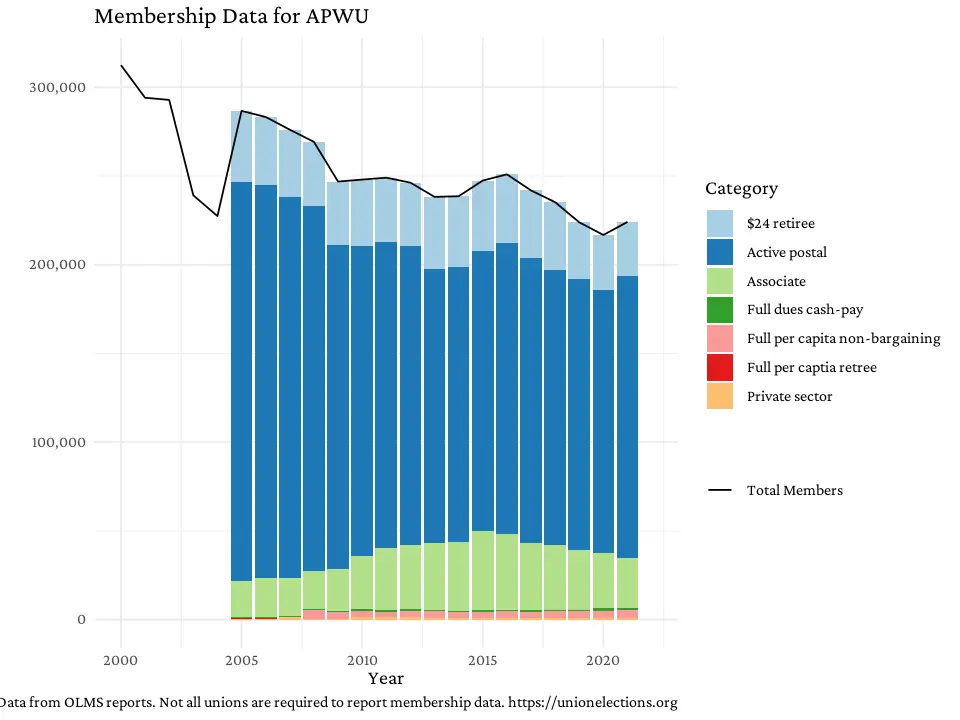 Membership Data for APWU
300,000
200,000
100,000
0
2000
2005
2010
2015
2020
Year
Category
$24 retiree
Active postal
Associate
Full dues cash-pay
Full per capita non-bargaining
Full per captia retree
Private sector
Total Members
Data from OLMS reports. Not all unions are required to report membership data. https://unionelections.org